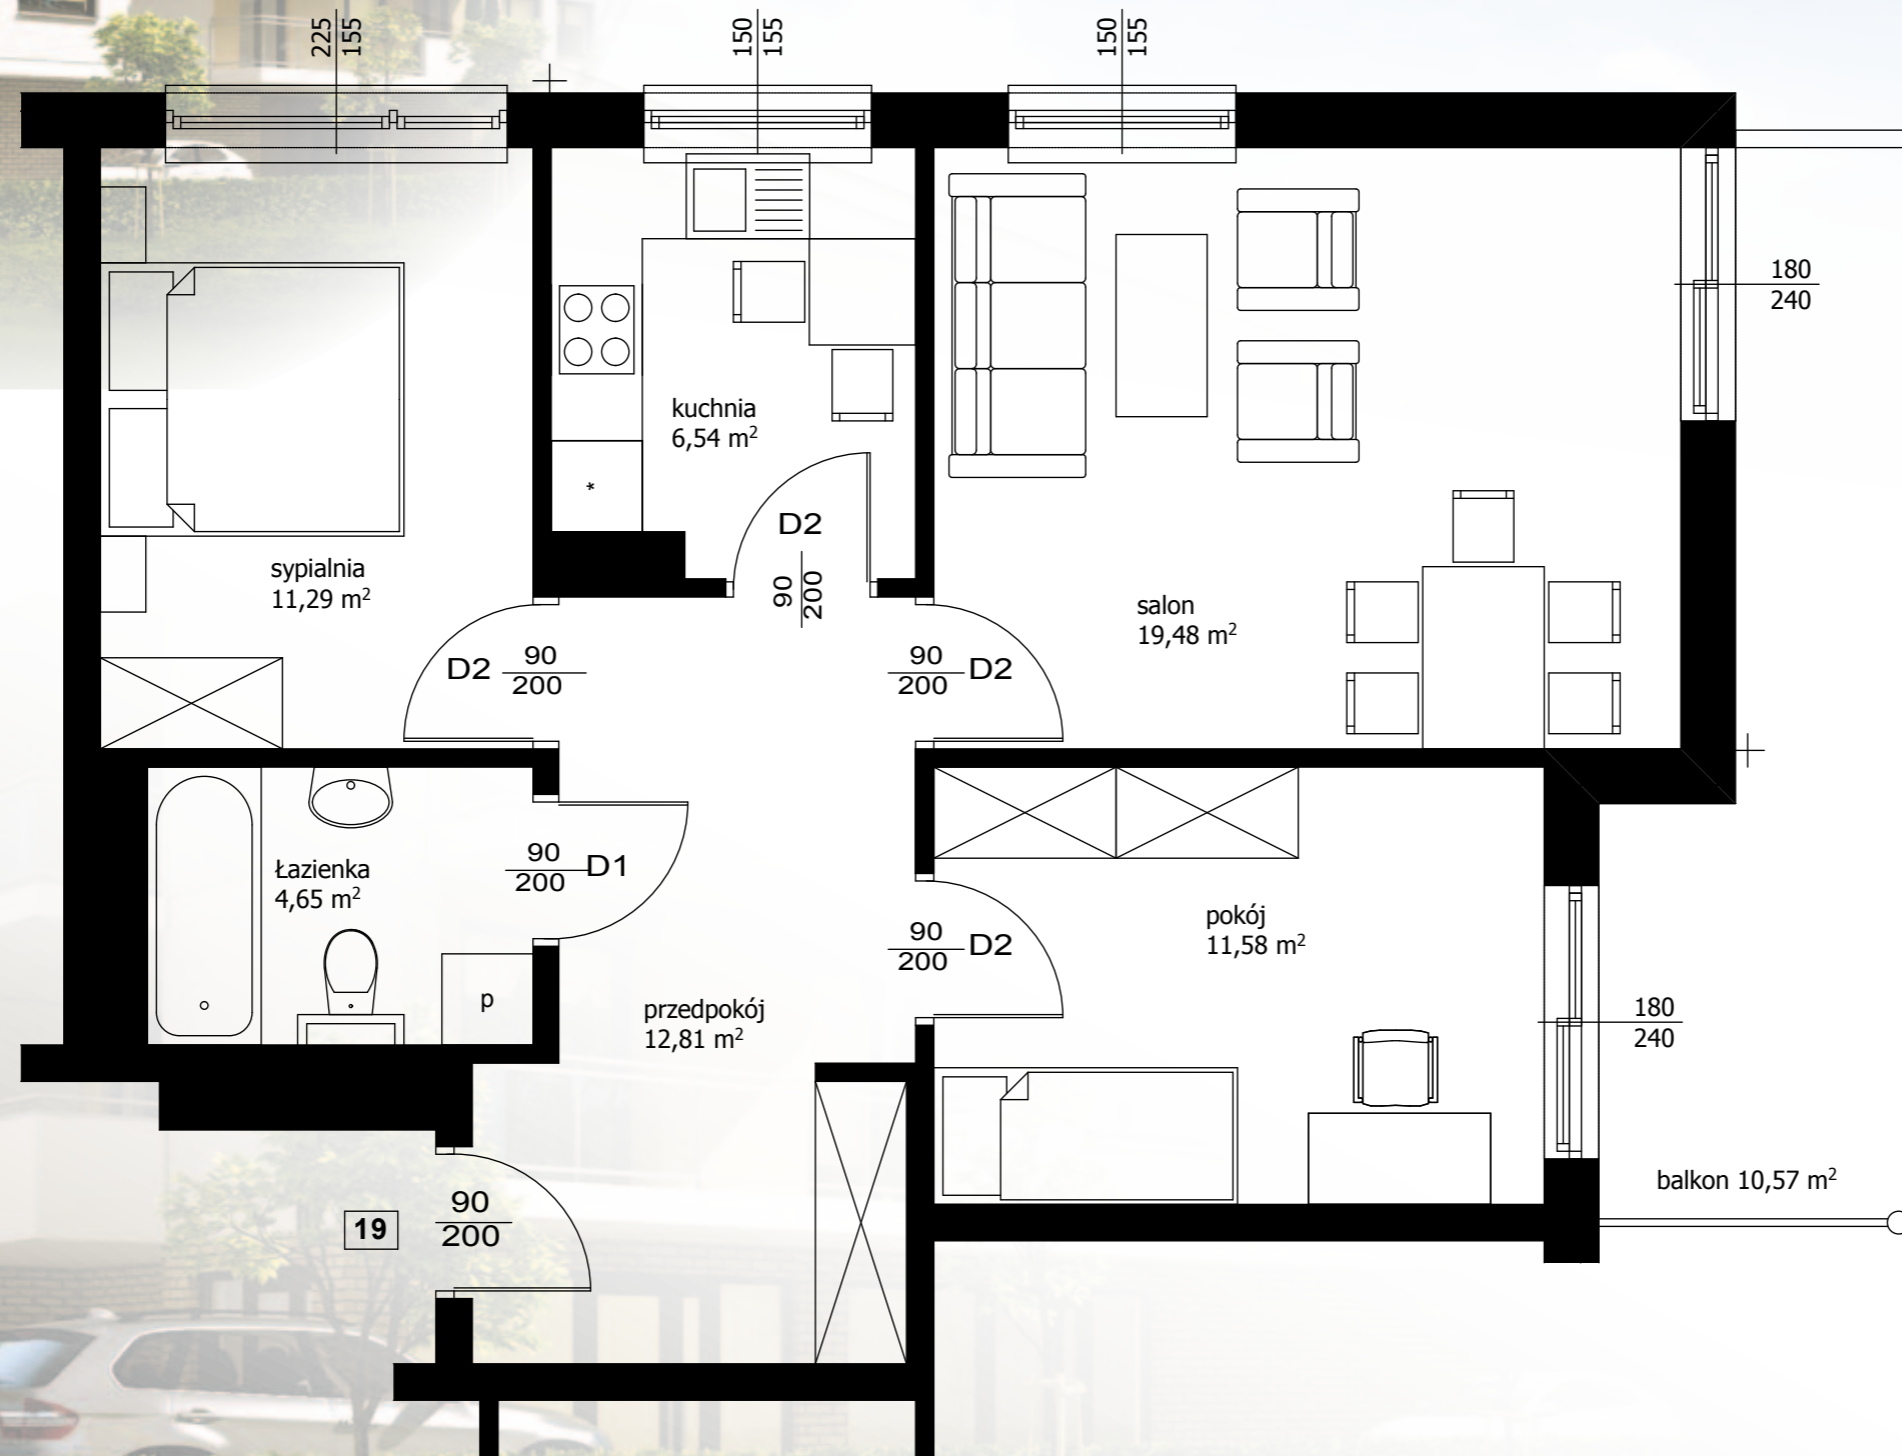 225
155
150
155
150
155
180
240
kuchnia
6,54 m²
*
D2
90
200
sypialnia
11,29 m²
salon
19,48 m²
D2
90
200
90
200
D2
Łazienka
4,65 m²
90
200
D1
pokój
11,58 m²
90
200
D2
p
przedpokój
12,81 m²
180
240
balkon 10,57 m²
19
90
200